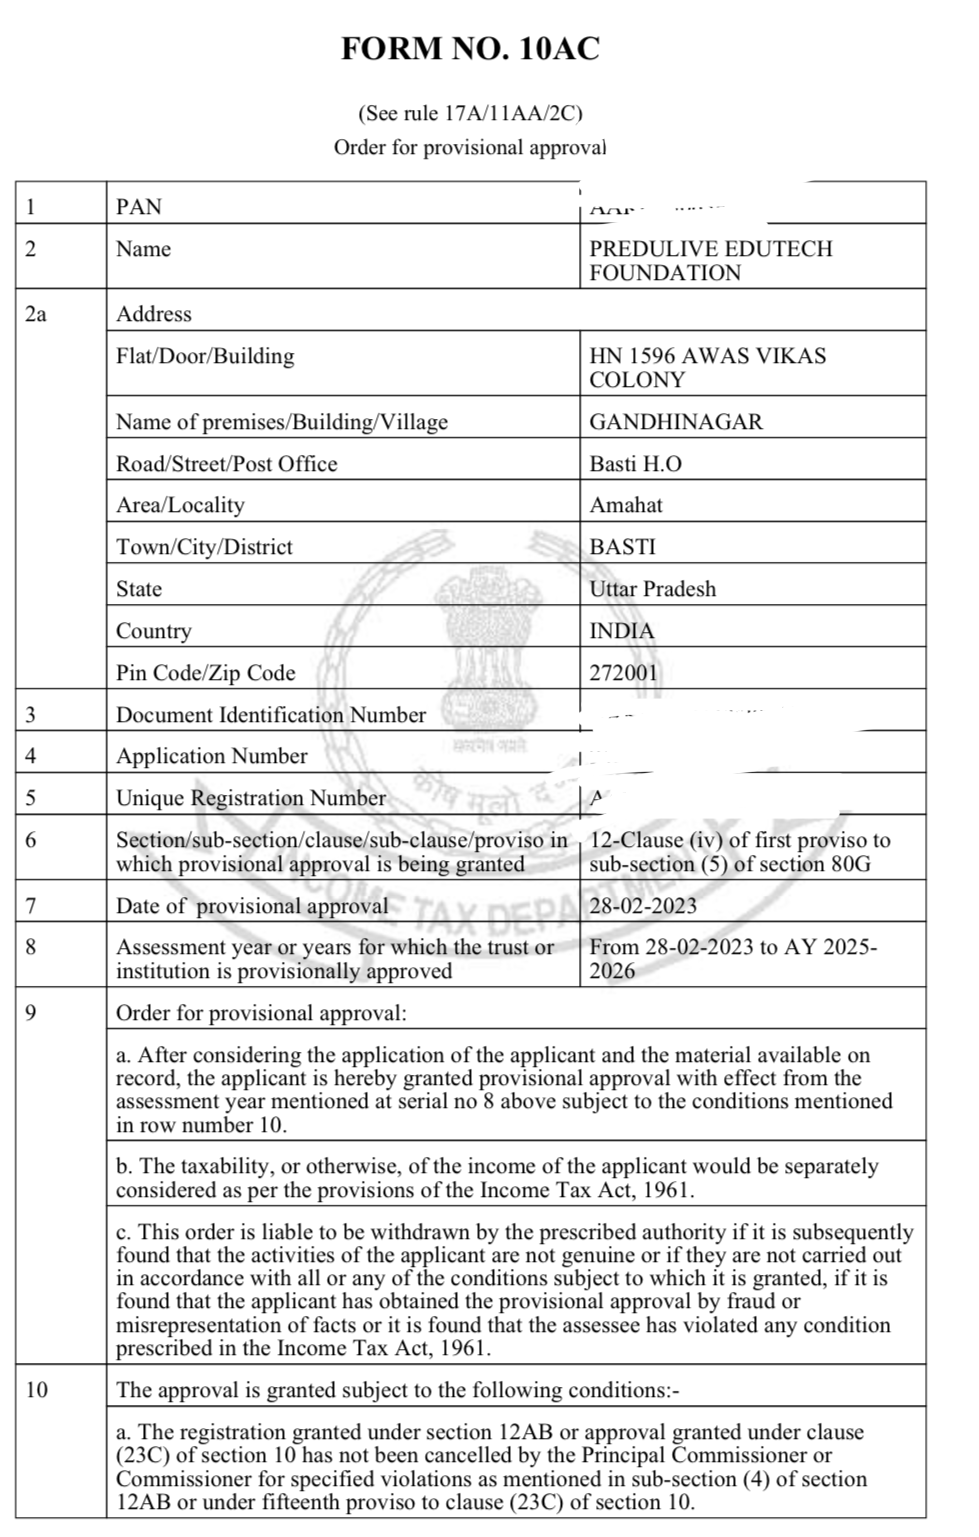 FORM NO. 10AC
(See rule 17A/11AA/2C)
Order for provisional approval
1 PAN
2 Name PREDULIVE EDUTECH
FOUNDATION
2a Address
Flat/Door/Building HN 1596 AWAS VIKAS
COLONY
Name of premises/Building/Village GANDHINAGAR
Road/Street/Post Office Basti H.O
Area/Locality Amahat
Town/City/District BASTI
State Uttar Pradesh
Country INDIA
Pin Code/Zip Code 272001
3 Document Identification Number
4 Application Number
सत्यमेव जयते
5 Unique Registration Number A
कोष मूलो
6 Section/sub-section/clause/sub-clause/proviso in 12-Clause (iv) of first proviso to
which provisional approval is being granted sub-section (5) of section 80G
7 Date of provisional approval 28-02-2023
INCOME TAX DEPARTMENT
8 Assessment year or years for which the trust or From 28-02-2023 to AY 2025-
institution is provisionally approved 2026
9 Order for provisional approval:
a. After considering the application of the applicant and the material available on
record, the applicant is hereby granted provisional approval with effect from the
assessment year mentioned at serial no 8 above subject to the conditions mentioned
in row number 10.
b. The taxability, or otherwise, of the income of the applicant would be separately
considered as per the provisions of the Income Tax Act, 1961.
c. This order is liable to be withdrawn by the prescribed authority if it is subsequently
found that the activities of the applicant are not genuine or if they are not carried out
in accordance with all or any of the conditions subject to which it is granted, if it is
found that the applicant has obtained the provisional approval by fraud or
misrepresentation of facts or it is found that the assessee has violated any condition
prescribed in the Income Tax Act, 1961.
10 The approval is granted subject to the following conditions:-
a. The registration granted under section 12AB or approval granted under clause
(23C) of section 10 has not been cancelled by the Principal Commissioner or
Commissioner for specified violations as mentioned in sub-section (4) of section
12AB or under fifteenth proviso to clause (23C) of section 10.